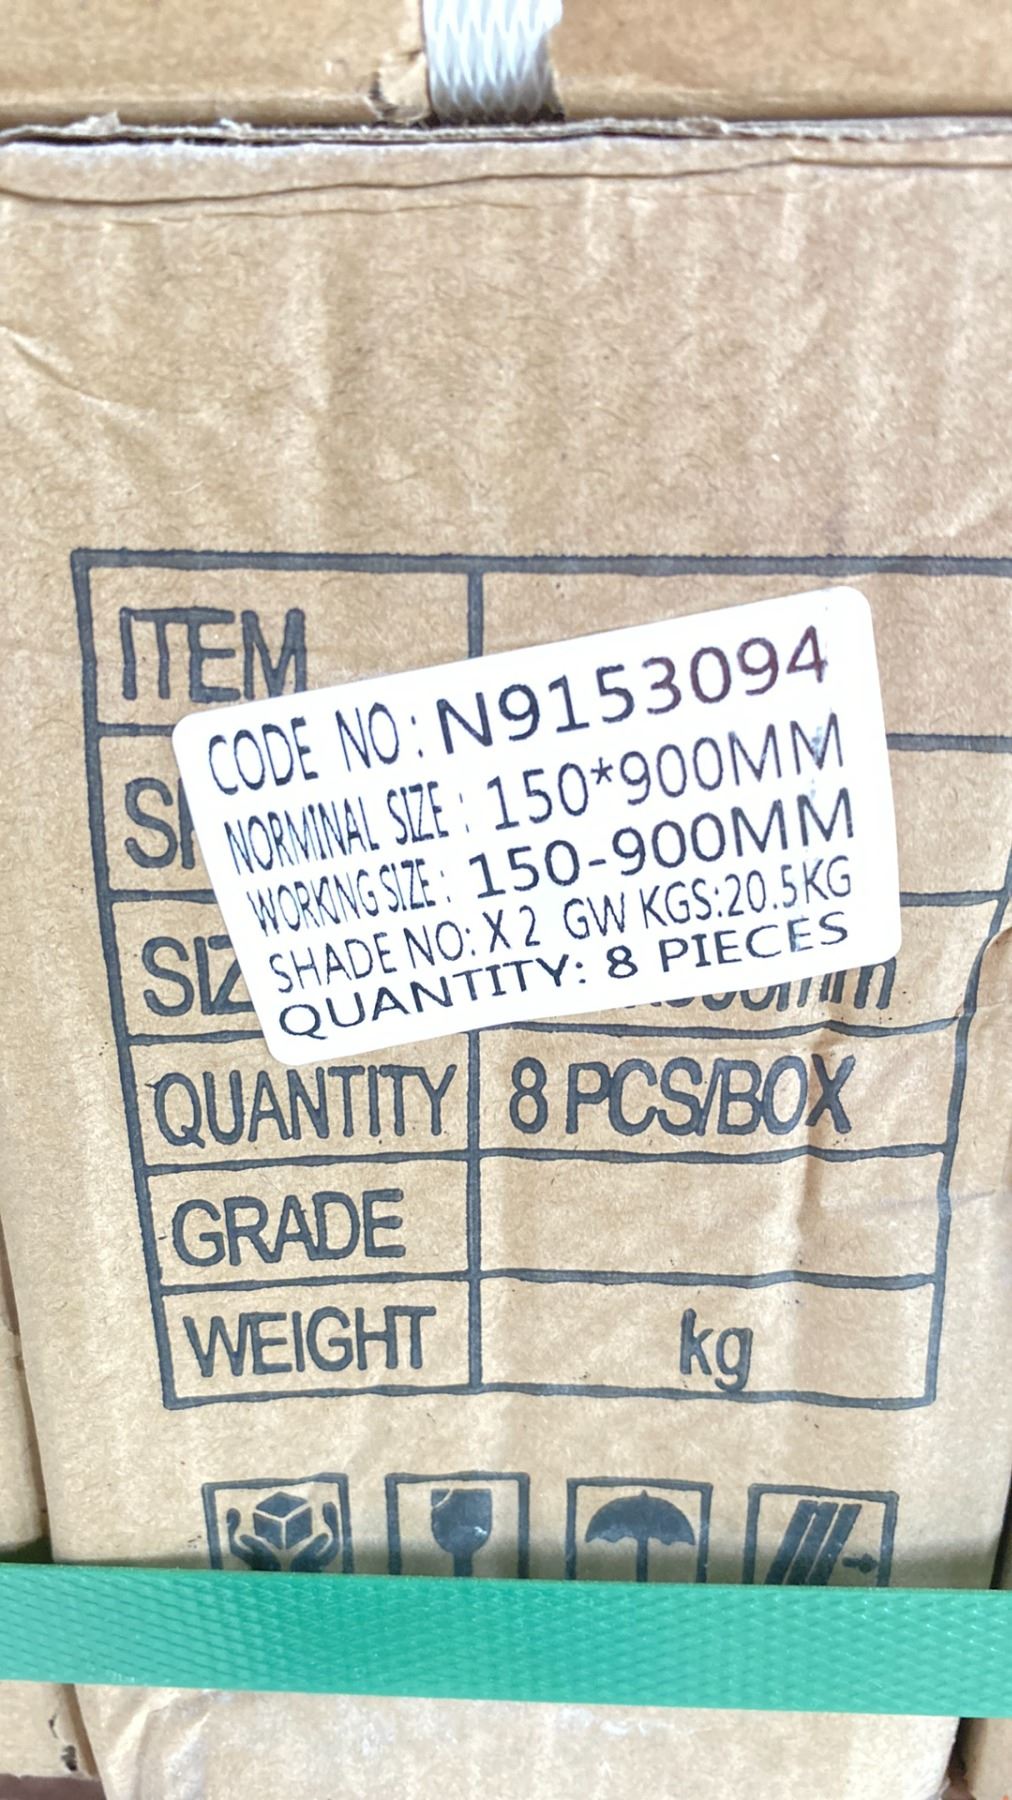 ITEM
CODE NO: N9153094
NORMINAL SIZE: 150*900MM
WORKING SIZE: 150-900MM
SHADE NO: X2 GW KGS:20.5KG
QUANTITY: 8 PIECES
QUANTITY 8 PCS/BOX
GRADE
WEIGHT kg